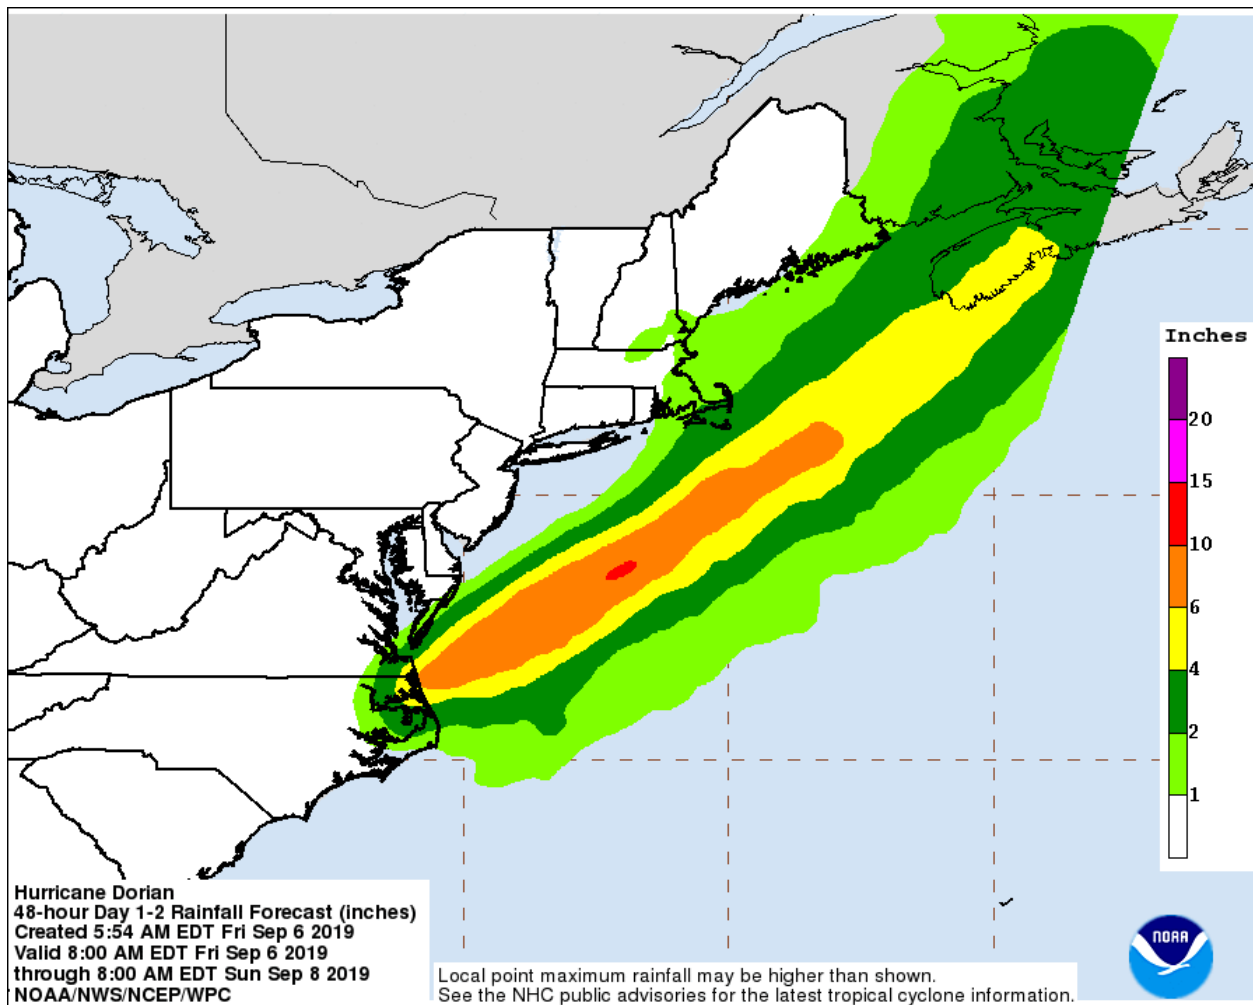 Inches
20
15
10
6
4
2
1
Hurricane Dorian
48-hour Day 1-2 Rainfall Forecast (inches)
Created 5:54 AM EDT Fri Sep 6 2019
Valid 8:00 AM EDT Fri Sep 6 2019
through 8:00 AM EDT Sun Sep 8 2019
NOAA/NWS/NCEP/WPC
Local point maximum rainfall may be higher than shown.
See the NHC public advisories for the latest tropical cyclone information.
NOAA